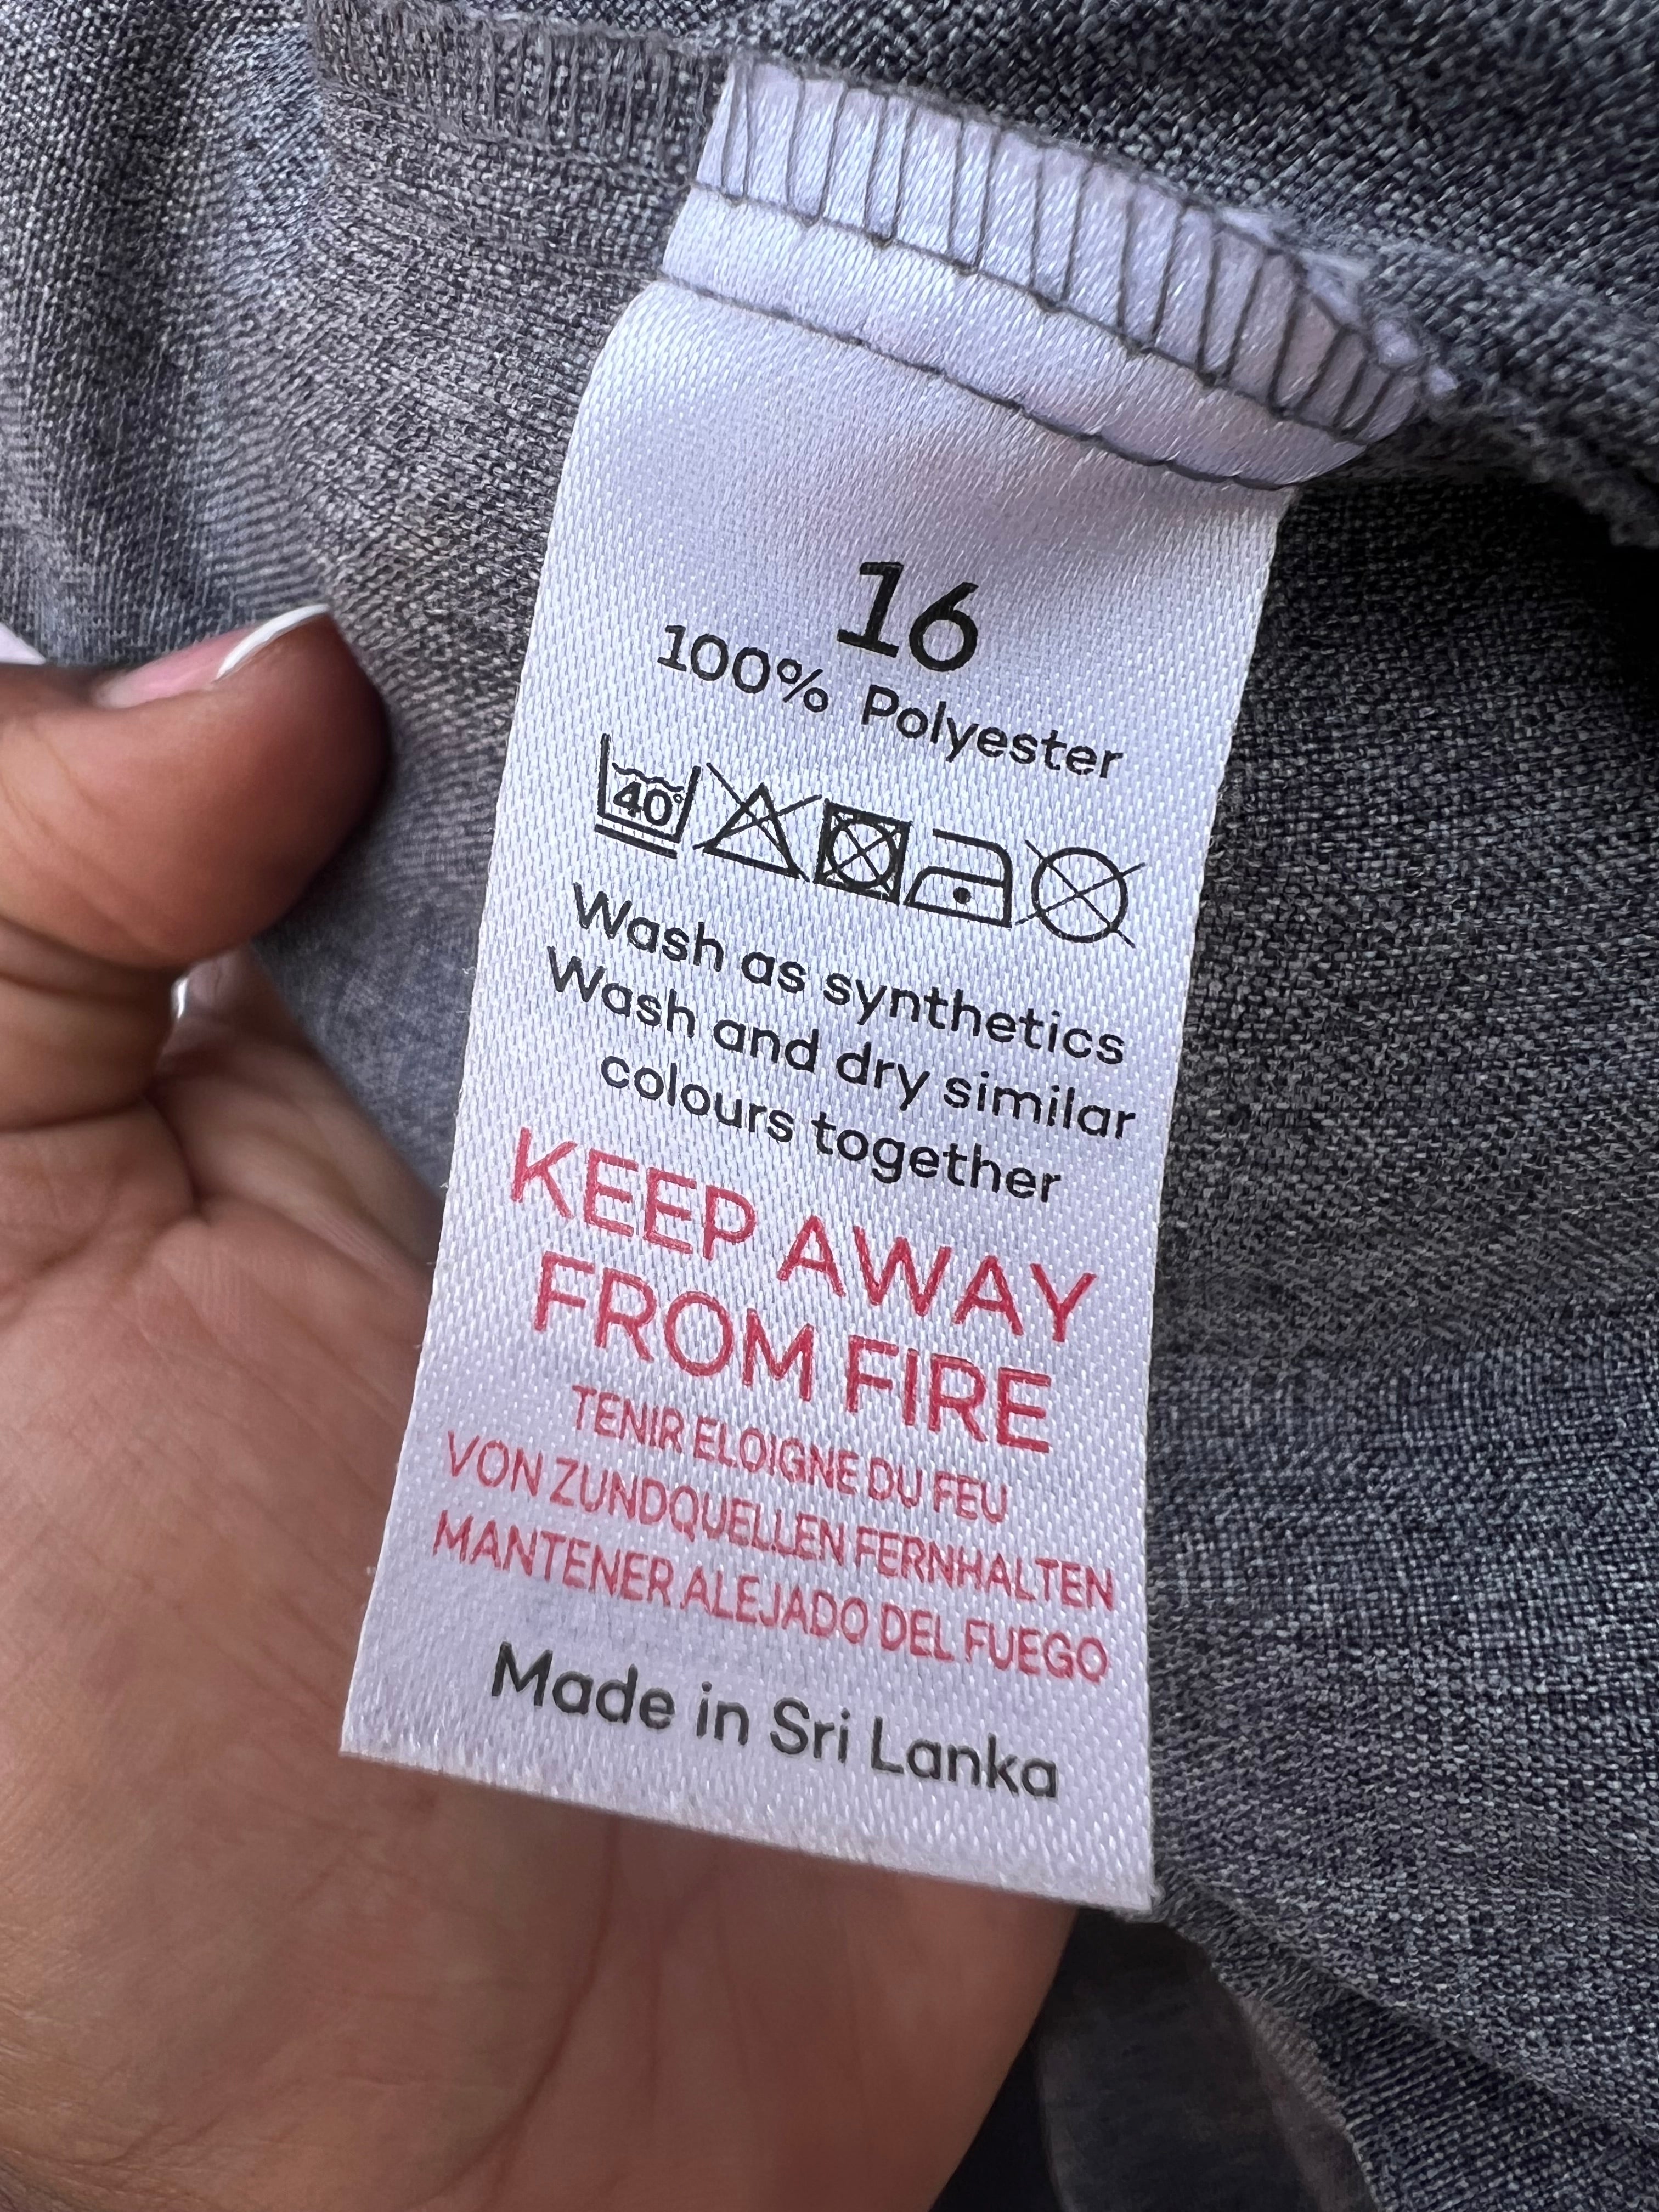 16
100% Polyester
40°
Wash as synthetics
Wash and dry similar
colours together
KEEP AWAY
FROM FIRE
TENIR ELOIGNE DU FEU
VON ZUNDQUELLEN FERNHALTEN
MANTENER ALEJADO DEL FUEGO
Made in Sri Lanka